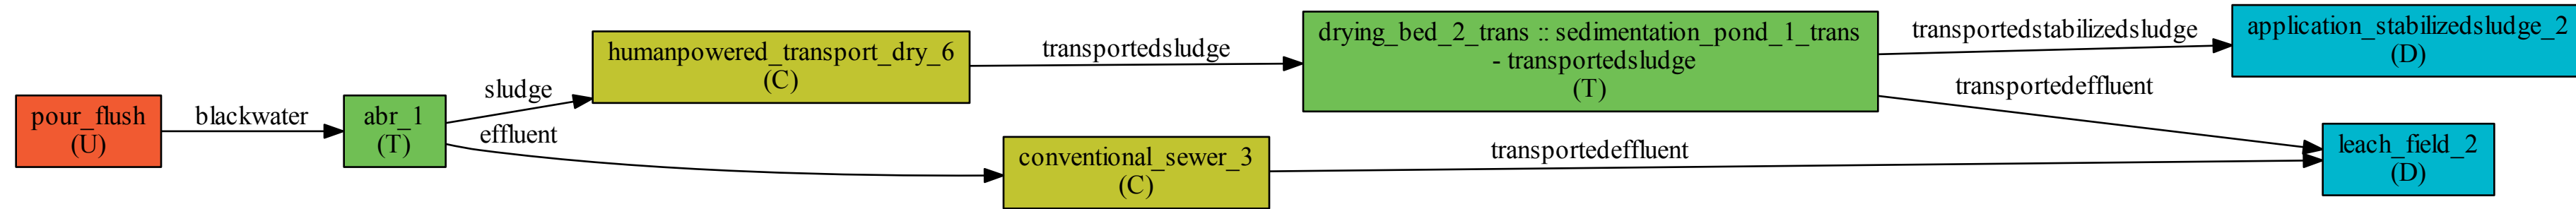 pour_flush
(U)
blackwater
abr_1
(T)
sludge
effluent
humanpowered_transport_dry_6
(C)
transportedsludge
conventional_sewer_3
(C)
transportedeffluent
drying_bed_2_trans :: sedimentation_pond_1_trans
- transportedsludge
(T)
transportedstabilizedsludge
transportedeffluent
application_stabilizedsludge_2
(D)
leach_field_2
(D)